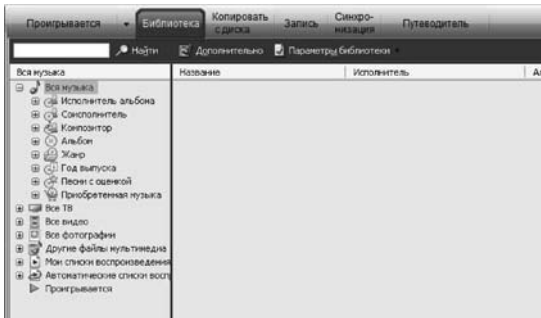 Проигрывается Библиотека Копировать с диска Запись Синхро-низация Путеводитель
Найти Дополнительно Параметры библиотеки
Вся музыка Название Исполнитель
Вся музыка
Исполнитель альбома
Соисполнитель
Композитор
Альбом
Жанр
Год выпуска
Песни с оценкой
Приобретенная музыка
Все ТВ
Все видео
Все фотографии
Другие файлы мультимедиа
Мои списки воспроизведения
Автоматические списки восп
Проигрывается